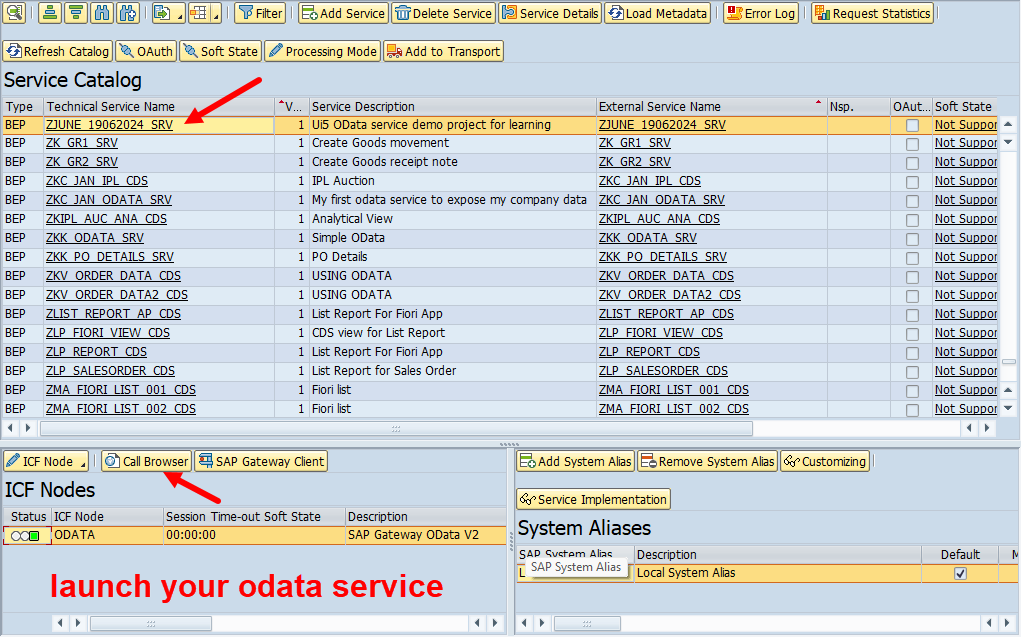 Filter Add Service Delete Service Service Details Load Metadata Error Log Request Statistics
Refresh Catalog OAuth Soft State Processing Mode Add to Transport
Service Catalog
Type Technical Service Name V... Service Description External Service Name Nsp. OAut... Soft State
BEP ZJUNE_19062024_SRV 1 Ui5 OData service demo project for learning ZJUNE_19062024_SRV Not Suppor
BEP ZK_GR1_SRV 1 Create Goods movement ZK_GR1_SRV Not Suppor
BEP ZK_GR2_SRV 1 Create Goods receipt note ZK_GR2_SRV Not Suppor
BEP ZKC_JAN_IPL_CDS 1 IPL Auction ZKC_JAN_IPL_CDS Not Suppor
BEP ZKC_JAN_ODATA_SRV 1 My first odata service to expose my company data ZKC_JAN_ODATA_SRV Not Suppor
BEP ZKIPL_AUC_ANA_CDS 1 Analytical View ZKIPL_AUC_ANA_CDS Not Suppor
BEP ZKK_ODATA_SRV 1 Simple OData ZKK_ODATA_SRV Not Suppor
BEP ZKK_PO_DETAILS_SRV 1 PO Details ZKK_PO_DETAILS_SRV Not Suppor
BEP ZKV_ORDER_DATA_CDS 1 USING ODATA ZKV_ORDER_DATA_CDS Not Suppor
BEP ZKV_ORDER_DATA2_CDS 1 USING ODATA ZKV_ORDER_DATA2_CDS Not Suppor
BEP ZLIST_REPORT_AP_CDS 1 List Report For Fiori App ZLIST_REPORT_AP_CDS Not Suppor
BEP ZLP_FIORI_VIEW_CDS 1 CDS view for List Report ZLP_FIORI_VIEW_CDS Not Suppor
BEP ZLP_REPORT_CDS 1 List Report For Fiori App ZLP_REPORT_CDS Not Suppor
BEP ZLP_SALESORDER_CDS 1 List Report for Sales Order ZLP_SALESORDER_CDS Not Suppor
BEP ZMA_FIORI_LIST_001_CDS 1 Fiori list ZMA_FIORI_LIST_001_CDS Not Suppor
BEP ZMA_FIORI_LIST_002_CDS 1 Fiori list ZMA_FIORI_LIST_002_CDS Not Suppor
ICF Node Call Browser SAP Gateway Client
ICF Nodes
Status ICF Node Session Time-out Soft State Description
ODATA 00:00:00 SAP Gateway OData V2
launch your odata service
Add System Alias Remove System Alias Customizing
Service Implementation
System Aliases
SAP System Alias Description Default M
L Local System Alias
SAP System Alias